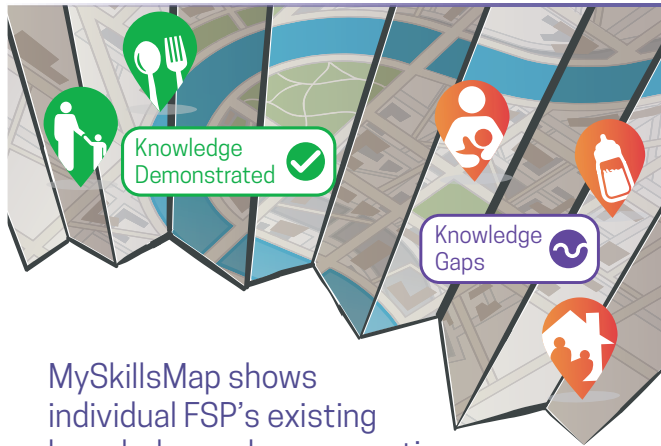 Knowledge
Demonstrated
Knowledge
Gaps
MySkillsMap shows
individual FSP's existing